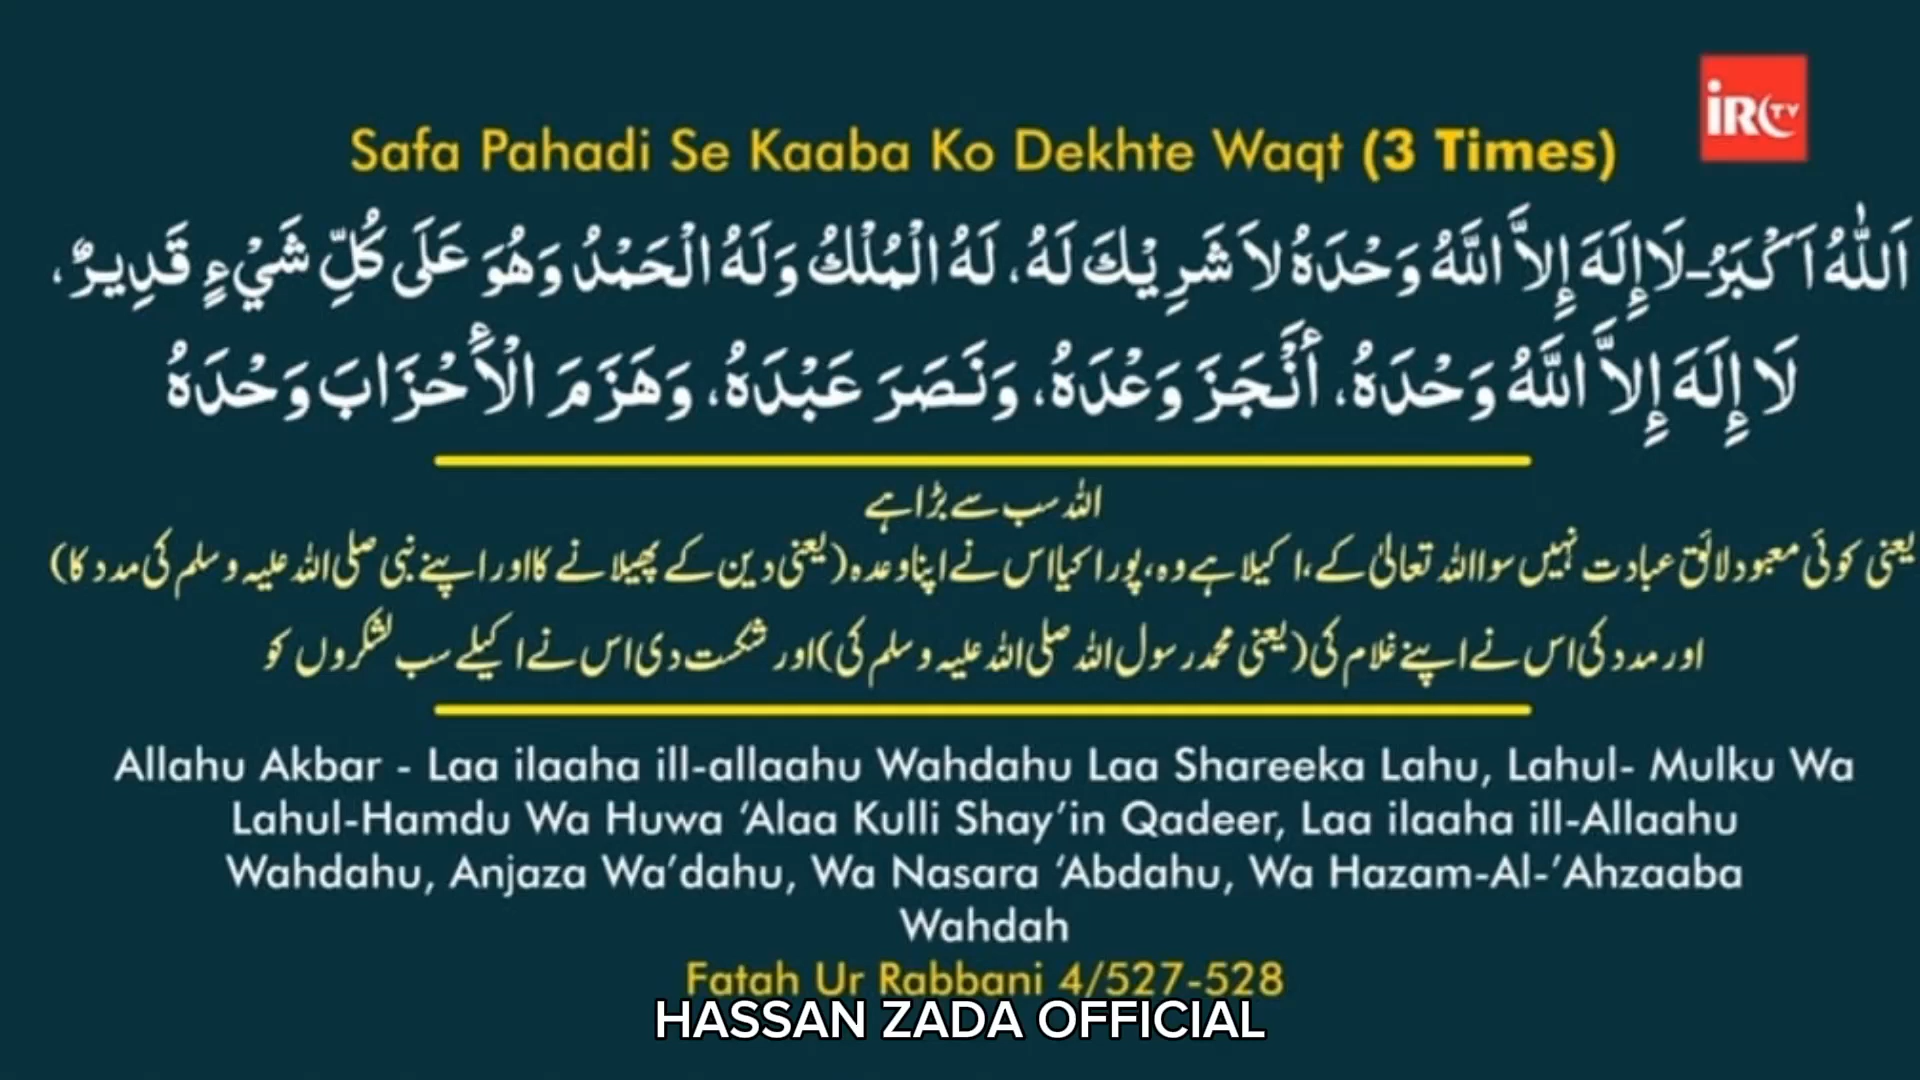 iRC TV
Safa Pahadi Se Kaaba Ko Dekhte Waqt (3 Times)
اَللّٰهُ اَكْبَرُ-لَا إِلَهَ إِلاَّ اللَّهُ وَحْدَهُ لاَ شَرِيْكَ لَهُ، لَهُ الْمُلْكُ وَلَهُ الْحَمْدُ وَهُوَ عَلَى كُلِّ شَيْءٍ قَدِيرٌ،
لَا إِلَهَ إِلاَّ اللَّهُ وَحْدَهُ، أَنْجَزَ وَعْدَهُ، وَنَصَرَ عَبْدَهُ، وَهَزَمَ الْأَحْزَابَ وَحْدَهُ
اللہ سب سے بڑا ہے
یعنی کوئی معبود لائق عبادت نہیں سوا اللہ تعالیٰ کے، اکیلا ہے وہ، پورا کیا اس نے اپنا وعدہ (یعنی دین کے پھیلانے کا اور اپنے نبی صلی اللہ علیہ وسلم کی مدد کا)
اور مدد کی اس نے اپنے غلام کی (یعنی محمد رسول اللہ صلی اللہ علیہ وسلم کی) اور شکست دی اس نے اکیلے سب لشکروں کو
Allahu Akbar - Laa ilaaha ill-allaahu Wahdahu Laa Shareeka Lahu, Lahul- Mulku Wa
Lahul-Hamdu Wa Huwa ‘Alaa Kulli Shay’in Qadeer, Laa ilaaha ill-Allaahu
Wahdahu, Anjaza Wa’dahu, Wa Nasara ‘Abdahu, Wa Hazam-Al-’Ahzaaba
Wahdah
Fatah Ur Rabbani 4/527-528
HASSAN ZADA OFFICIAL